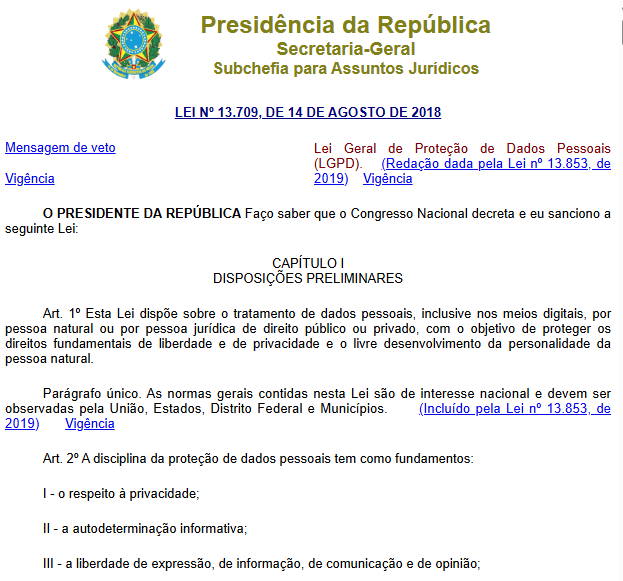 Presidência da República
Secretaria-Geral
Subchefia para Assuntos Jurídicos
LEI Nº 13.709, DE 14 DE AGOSTO DE 2018
Mensagem de veto
Vigência
Lei Geral de Proteção de Dados Pessoais
(LGPD). (Redação dada pela Lei nº 13.853, de
2019) Vigência
O PRESIDENTE DA REPÚBLICA Faço saber que o Congresso Nacional decreta e eu sanciono a
seguinte Lei:
CAPÍTULO I
DISPOSIÇÕES PRELIMINARES
Art. 1º Esta Lei dispõe sobre o tratamento de dados pessoais, inclusive nos meios digitais, por
pessoa natural ou por pessoa jurídica de direito público ou privado, com o objetivo de proteger os
direitos fundamentais de liberdade e de privacidade e o livre desenvolvimento da personalidade da
pessoa natural.
Parágrafo único. As normas gerais contidas nesta Lei são de interesse nacional e devem ser
observadas pela União, Estados, Distrito Federal e Municípios. (Incluído pela Lei nº 13.853, de
2019) Vigência
Art. 2º A disciplina da proteção de dados pessoais tem como fundamentos:
I - o respeito à privacidade;
II - a autodeterminação informativa;
III - a liberdade de expressão, de informação, de comunicação e de opinião;